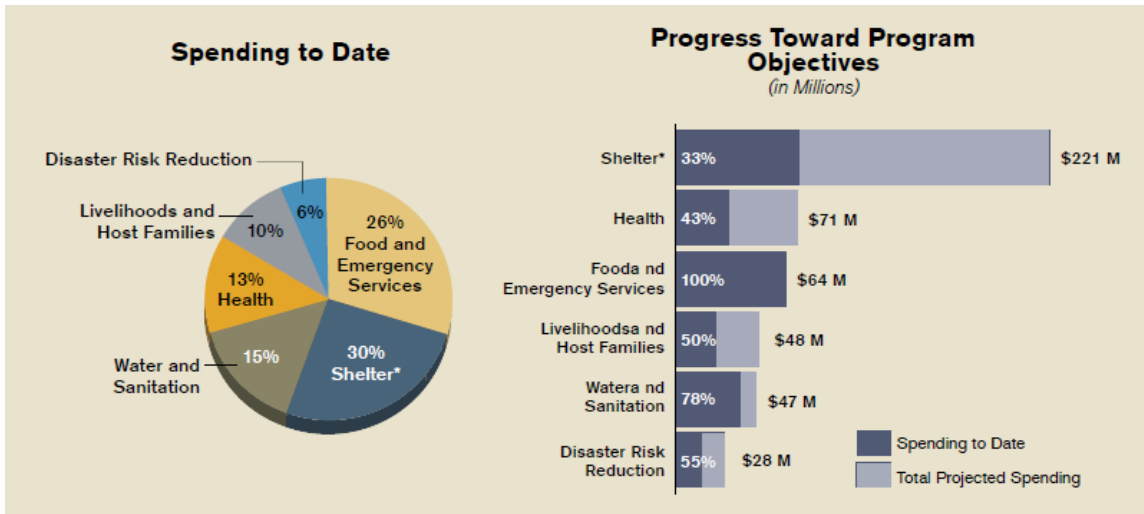 Spending to Date
Disaster Risk Reduction
6%
Livelihoods and
Host Families
10%
26%
Food and
Emergency
Services
13%
Health
Water and
Sanitation
15%
30%
Shelter*
Progress Toward Program
Objectives
(in Millions)
Shelter* 33% $221 M
Health 43% $71 M
Fooda nd
Emergency Services 100% $64 M
Livelihoodsa nd
Host Families 50% $48 M
Watera nd
Sanitation 78% $47 M
Disaster Risk
Reduction 55% $28 M
Spending to Date
Total Projected Spending